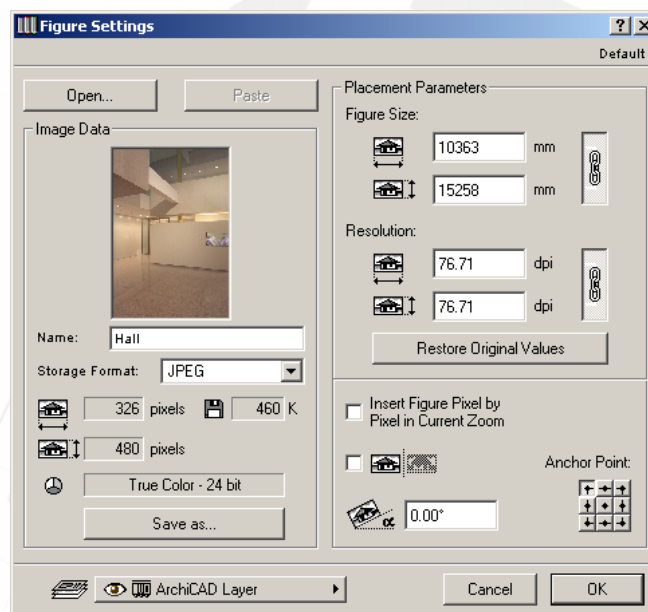 Figure Settings
Default
Open...
Paste
Image Data
Name: Hall
Storage Format: JPEG
326 pixels 460 K
480 pixels
True Color - 24 bit
Save as...
Placement Parameters
Figure Size:
10363 mm
15258 mm
Resolution:
76.71 dpi
76.71 dpi
Restore Original Values
Insert Figure Pixel by
Pixel in Current Zoom
Anchor Point:
α 0.00°
ArchiCAD Layer
Cancel
OK